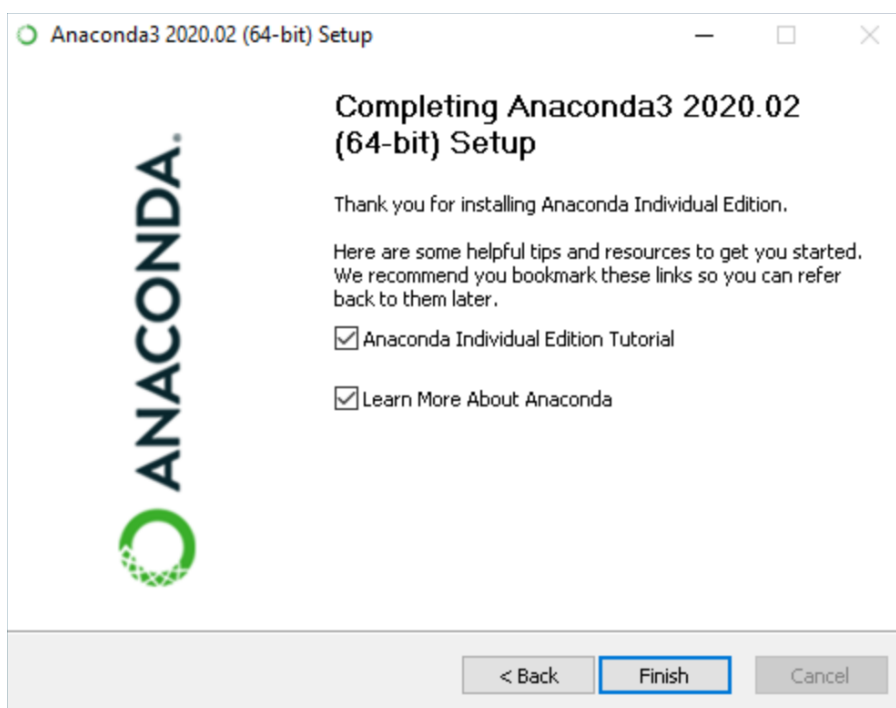 Anaconda3 2020.02 (64-bit) Setup
ANACONDA.
Completing Anaconda3 2020.02
(64-bit) Setup
Thank you for installing Anaconda Individual Edition.
Here are some helpful tips and resources to get you started.
We recommend you bookmark these links so you can refer
back to them later.
Anaconda Individual Edition Tutorial
Learn More About Anaconda
< Back
Finish
Cancel